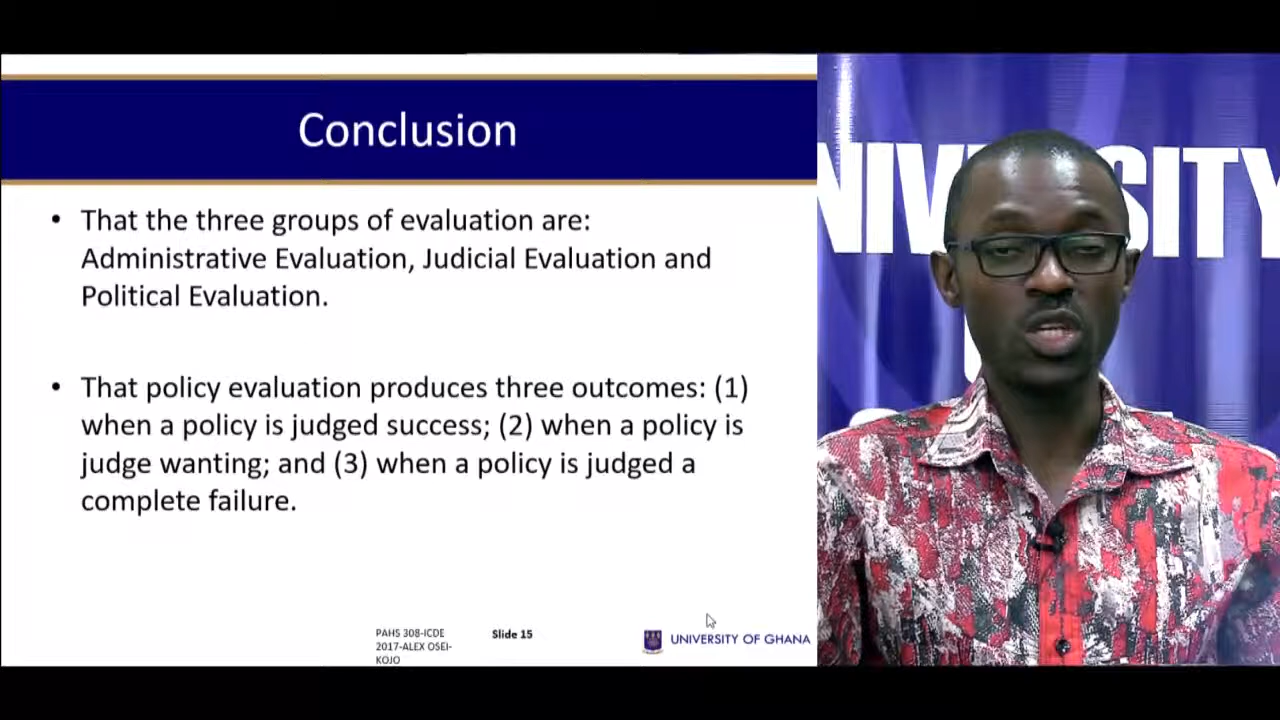 Conclusion
• That the three groups of evaluation are:
Administrative Evaluation, Judicial Evaluation and
Political Evaluation.
• That policy evaluation produces three outcomes: (1)
when a policy is judged success; (2) when a policy is
judge wanting; and (3) when a policy is judged a
complete failure.
PAHS 308-ICDE
2017-ALEX OSEI-
KOJO
Slide 15
UNIVERSITY OF GHANA
NIV SITY